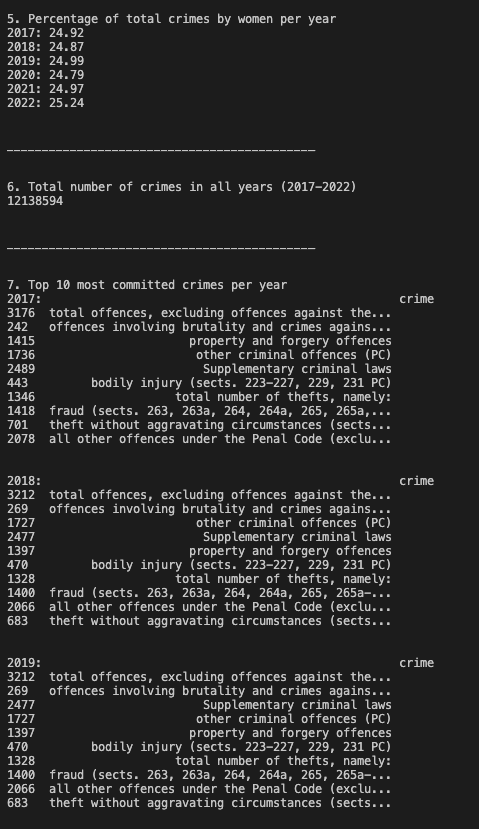 5. Percentage of total crimes by women per year
2017: 24.92
2018: 24.87
2019: 24.99
2020: 24.79
2021: 24.97
2022: 25.24
____________________________________________
6. Total number of crimes in all years (2017-2022)
12138594
____________________________________________
7. Top 10 most committed crimes per year
2017: crime
3176 total offences, excluding offences against the...
242 offences involving brutality and crimes agains...
1415 property and forgery offences
1736 other criminal offences (PC)
2489 Supplementary criminal laws
443 bodily injury (sects. 223-227, 229, 231 PC)
1346 total number of thefts, namely:
1418 fraud (sects. 263, 263a, 264, 264a, 265, 265a,...
701 theft without aggravating circumstances (sects...
2078 all other offences under the Penal Code (exclu...
2018: crime
3212 total offences, excluding offences against the...
269 offences involving brutality and crimes agains...
1727 other criminal offences (PC)
2477 Supplementary criminal laws
1397 property and forgery offences
470 bodily injury (sects. 223-227, 229, 231 PC)
1328 total number of thefts, namely:
1400 fraud (sects. 263, 263a, 264, 264a, 265, 265a-...
2066 all other offences under the Penal Code (exclu...
683 theft without aggravating circumstances (sects...
2019: crime
3212 total offences, excluding offences against the...
269 offences involving brutality and crimes agains...
2477 Supplementary criminal laws
1727 other criminal offences (PC)
1397 property and forgery offences
470 bodily injury (sects. 223-227, 229, 231 PC)
1328 total number of thefts, namely:
1400 fraud (sects. 263, 263a, 264, 264a, 265, 265a-...
2066 all other offences under the Penal Code (exclu...
683 theft without aggravating circumstances (sects...